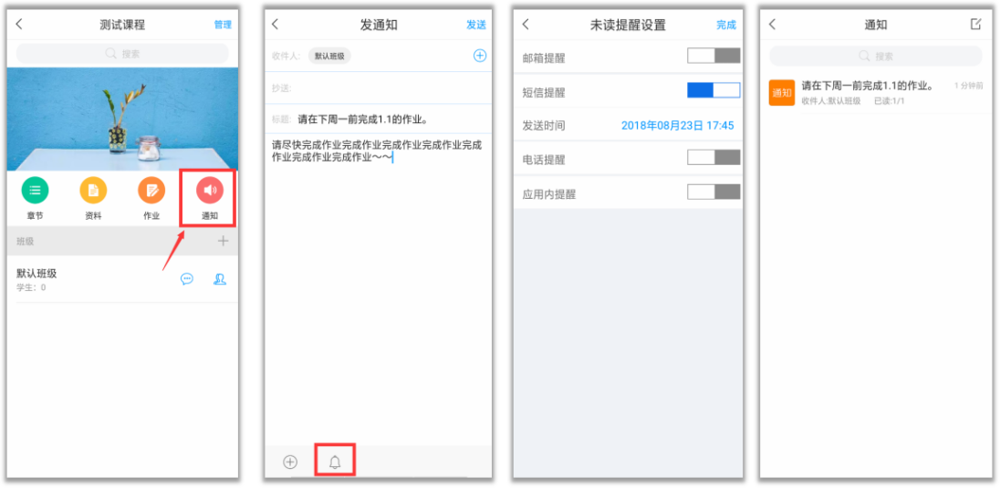 测试课程
管理
搜索
章节
资料
作业
通知
班级
默认班级
学生：0
发通知
发送
收件人:
默认班级
抄送:
标题:
请在下周一前完成1.1的作业。
请尽快完成作业完成作业完成作业完成作业完成
作业完成作业完成作业～～
未读提醒设置
完成
邮箱提醒
短信提醒
发送时间
2018年08月23日 17:45
电话提醒
应用内提醒
通知
搜索
通知
请在下周一前完成1.1的作业。
1 分钟前
收件人:默认班级 已读:1/1